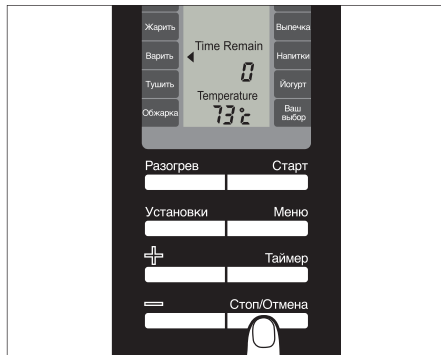 Жарить
Варить
Тушить
Обжарка
Time Remain
0
Temperature
73°c
Выпечка
Напитки
Йогурт
Ваш
выбор
Разогрев
Старт
Установки
Меню
Таймер
Стоп/Отмена